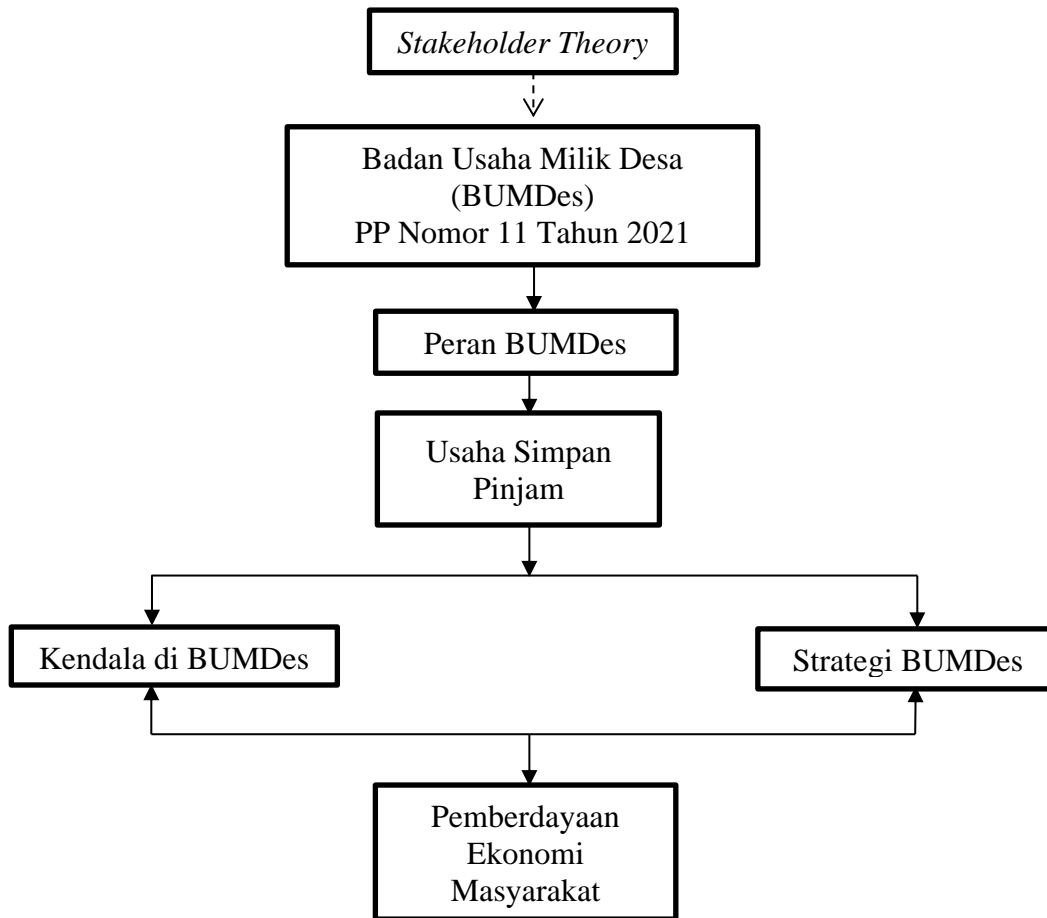 Stakeholder Theory
Badan Usaha Milik Desa
(BUMDes)
PP Nomor 11 Tahun 2021
Peran BUMDes
Usaha Simpan
Pinjam
Kendala di BUMDes
Strategi BUMDes
Pemberdayaan
Ekonomi
Masyarakat